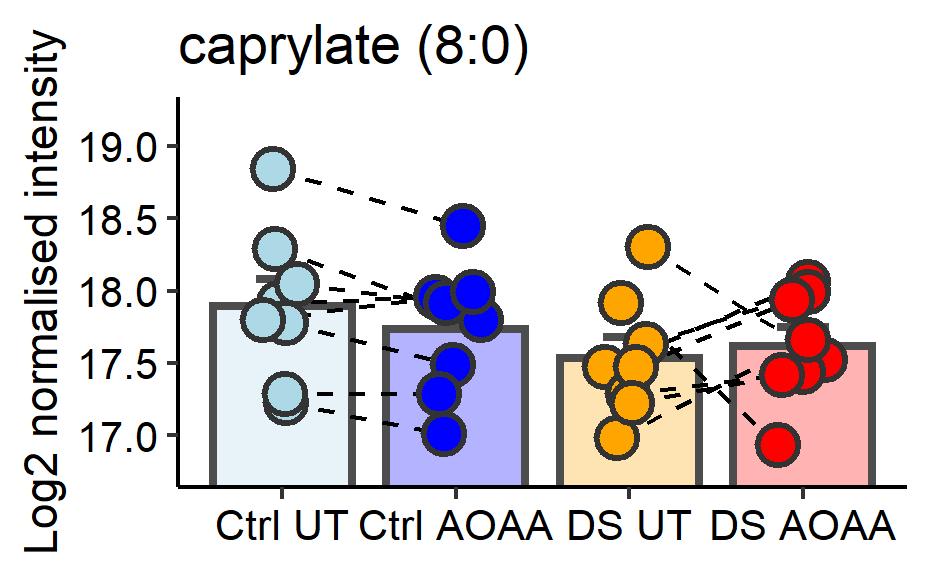 caprylate (8:0)
Log2 normalised intensity
19.0
18.5
18.0
17.5
17.0
Ctrl UT Ctrl AOAA DS UT DS AOAA